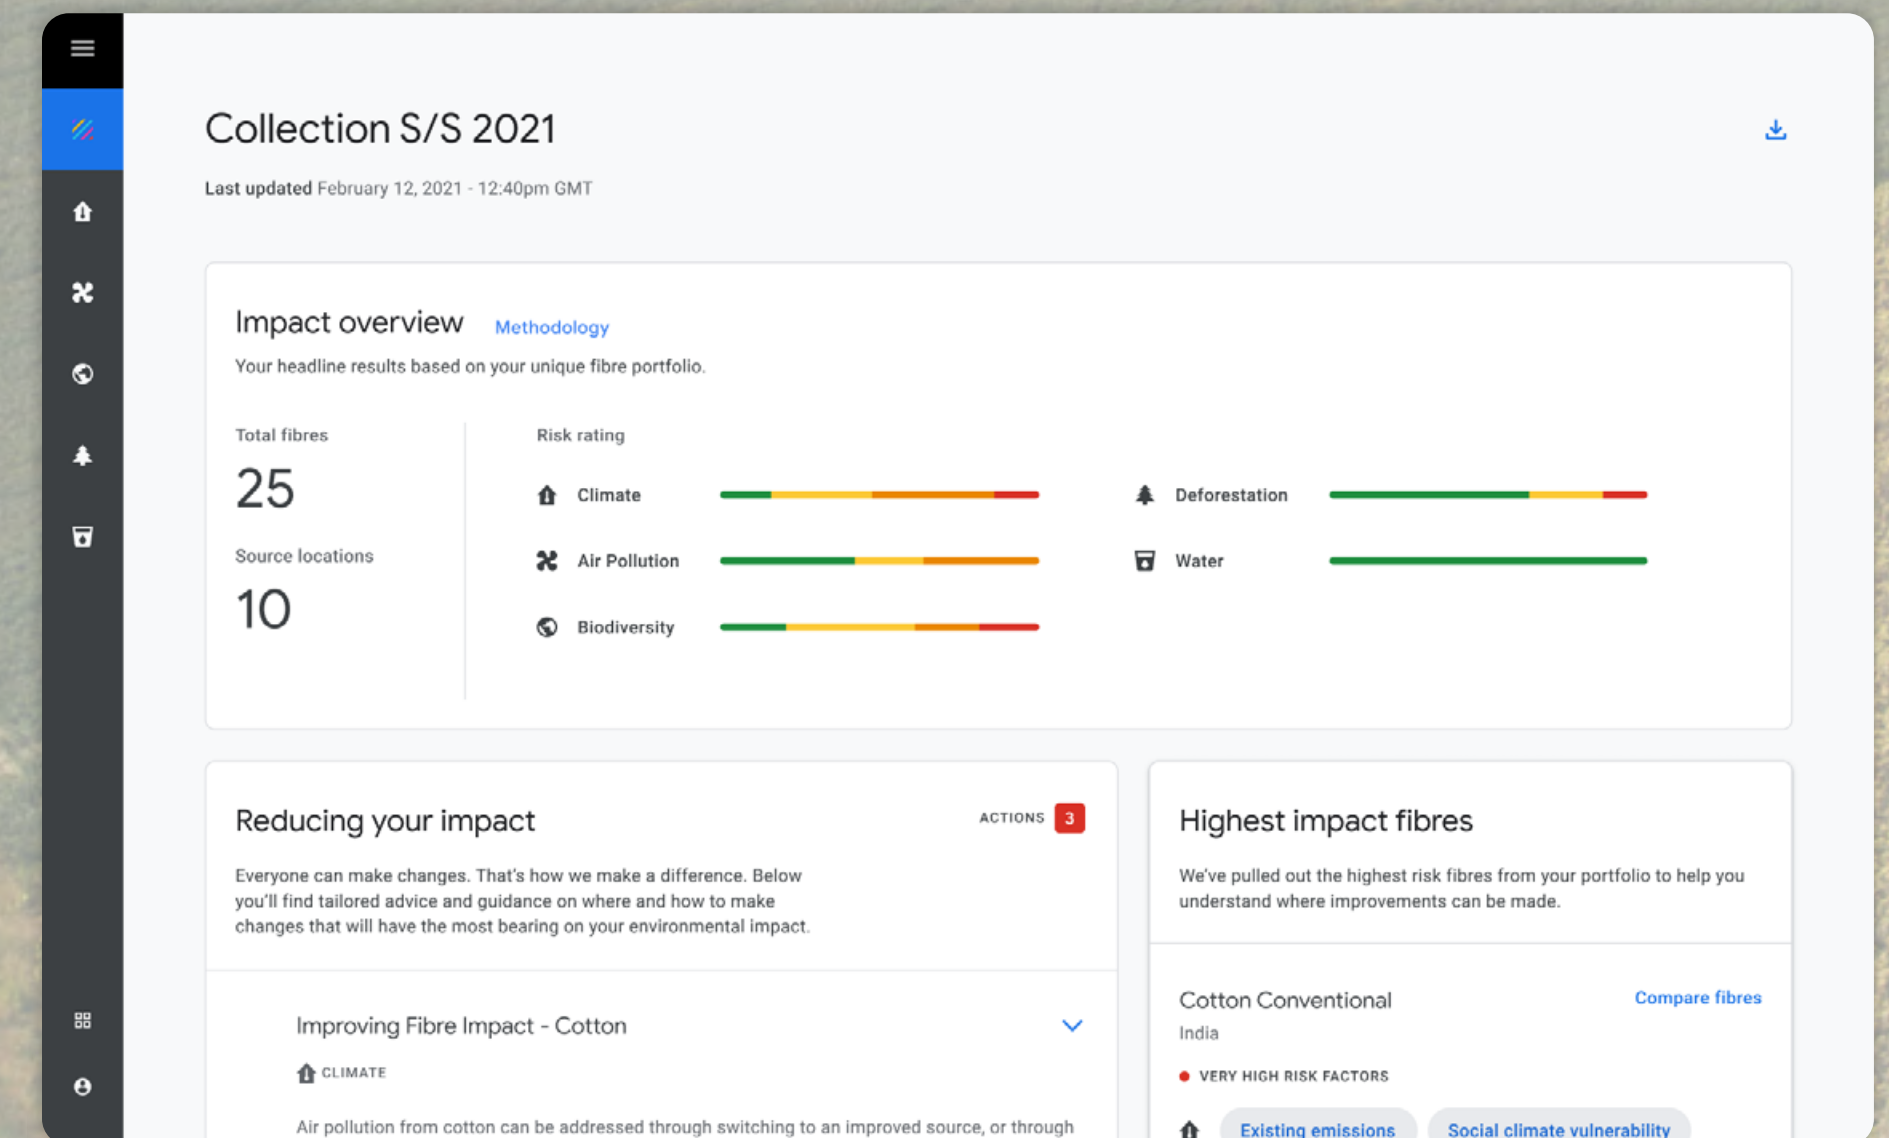 Collection S/S 2021
Last updated February 12, 2021 - 12:40pm GMT
Impact overview Methodology
Your headline results based on your unique fibre portfolio.
Total fibres
25
Source locations
10
Risk rating
Climate
Air Pollution
Biodiversity
Deforestation
Water
Reducing your impact
ACTIONS 3
Everyone can make changes. That's how we make a difference. Below
you'll find tailored advice and guidance on where and how to make
changes that will have the most bearing on your environmental impact.
Improving Fibre Impact - Cotton
CLIMATE
Air pollution from cotton can be addressed through switching to an improved source, or through
Highest impact fibres
We've pulled out the highest risk fibres from your portfolio to help you
understand where improvements can be made.
Cotton Conventional
Compare fibres
India
VERY HIGH RISK FACTORS
Existing emissions
Social climate vulnerability